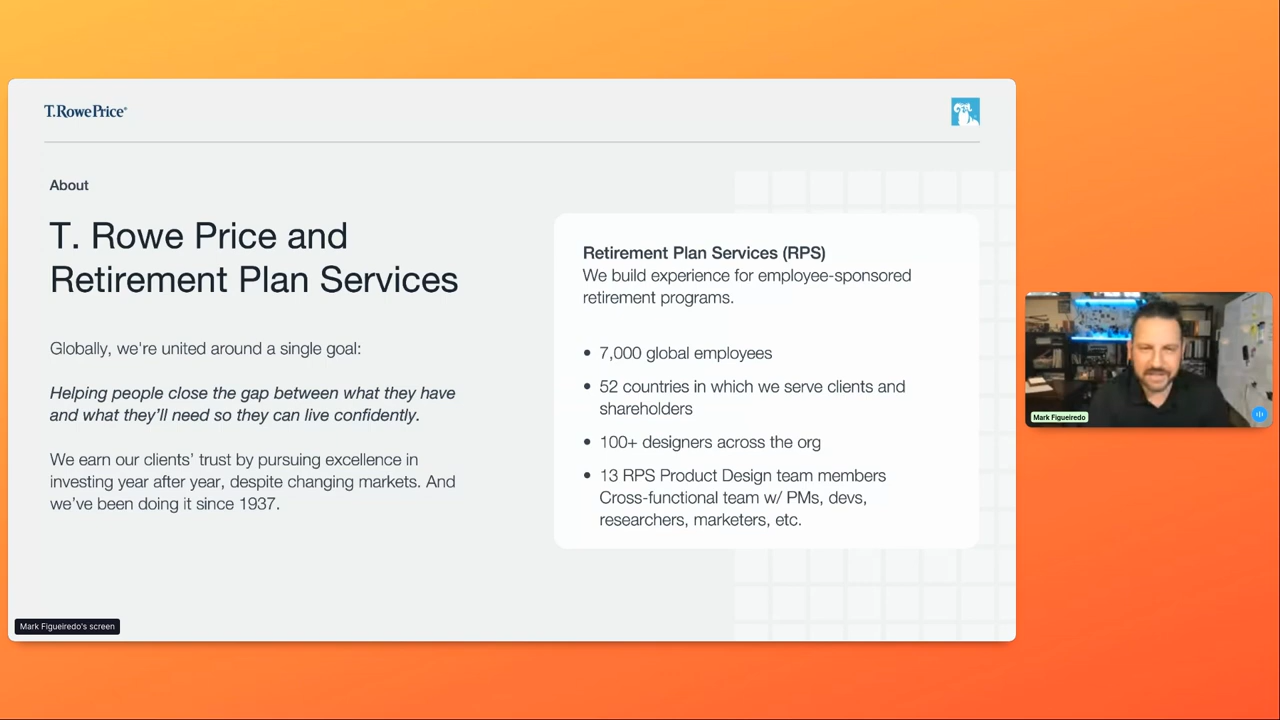 T.RowePrice®
About
T. Rowe Price and
Retirement Plan Services
Globally, we're united around a single goal:
Helping people close the gap between what they have
and what they’ll need so they can live confidently.
We earn our clients’ trust by pursuing excellence in
investing year after year, despite changing markets. And
we’ve been doing it since 1937.
Retirement Plan Services (RPS)
We build experience for employee-sponsored
retirement programs.
• 7,000 global employees
• 52 countries in which we serve clients and
shareholders
• 100+ designers across the org
• 13 RPS Product Design team members
Cross-functional team w/ PMs, devs,
researchers, marketers, etc.
Mark Figueiredo's screen
Mark Figueiredo